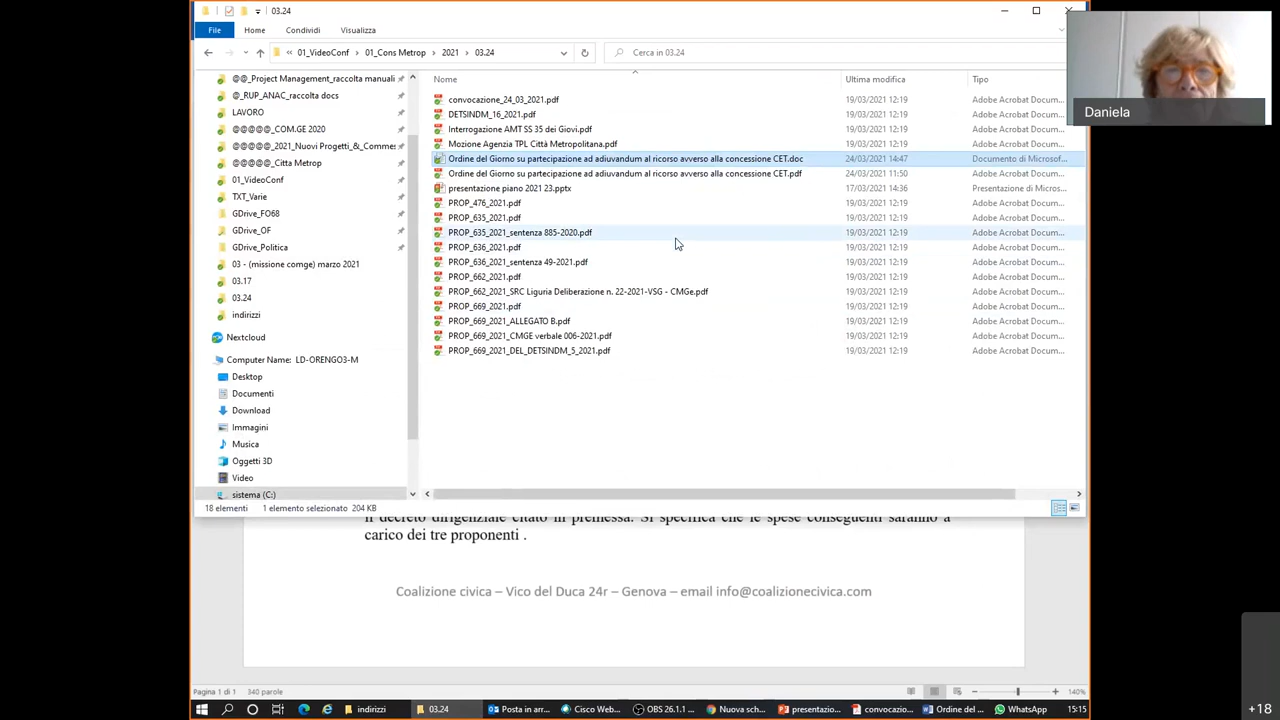 03.24
File Home Condividi Visualizza
« 01_VideoConf › 01_Cons Metrop › 2021 › 03.24
Cerca in 03.24
@@_Project Management_raccolta manuali
@_RUP_ANAC_raccolta docs
LAVORO
@@@@@_COM.GE 2020
@@@@@_2021_Nuovi Progetti_&_Commes
@@@@@_Citta Metrop
01_VideoConf
TXT_Varie
GDrive_FO68
GDrive_OF
GDrive_Politica
03 - (missione comge) marzo 2021
03.17
03.24
indirizzi
Nextcloud
Computer Name: LD-ORENGO3-M
Desktop
Documenti
Download
Immagini
Musica
Oggetti 3D
Video
sistema (C:)
Nome Ultima modifica Tipo
convocazione_24_03_2021.pdf 19/03/2021 12:19 Adobe Acrobat Docum...
DETSINDM_16_2021.pdf 19/03/2021 12:19 Adobe Acrobat Docum...
Interrogazione AMT SS 35 dei Giovi.pdf 19/03/2021 12:19 Adobe Acrobat Docum...
Mozione Agenzia TPL Città Metropolitana.pdf 19/03/2021 12:19 Adobe Acrobat Docum...
Ordine del Giorno su partecipazione ad adiuvandum al ricorso avverso alla concessione CET.doc 24/03/2021 14:47 Documento di Microsof...
Ordine del Giorno su partecipazione ad adiuvandum al ricorso avverso alla concessione CET.pdf 24/03/2021 11:50 Adobe Acrobat Docum...
presentazione piano 2021 23.pptx 17/03/2021 14:36 Presentazione di Micros...
PROP_476_2021.pdf 19/03/2021 12:19 Adobe Acrobat Docum...
PROP_635_2021.pdf 19/03/2021 12:19 Adobe Acrobat Docum...
PROP_635_2021_sentenza 885-2020.pdf 19/03/2021 12:19 Adobe Acrobat Docum...
PROP_636_2021.pdf 19/03/2021 12:19 Adobe Acrobat Docum...
PROP_636_2021_sentenza 49-2021.pdf 19/03/2021 12:19 Adobe Acrobat Docum...
PROP_662_2021.pdf 19/03/2021 12:19 Adobe Acrobat Docum...
PROP_662_2021_SRC Liguria Deliberazione n. 22-2021-VSG - CMGe.pdf 19/03/2021 12:19 Adobe Acrobat Docum...
PROP_669_2021.pdf 19/03/2021 12:19 Adobe Acrobat Docum...
PROP_669_2021_ALLEGATO B.pdf 19/03/2021 12:19 Adobe Acrobat Docum...
PROP_669_2021_CMGE verbale 006-2021.pdf 19/03/2021 12:19 Adobe Acrobat Docum...
PROP_669_2021_DEL_DETSINDM_5_2021.pdf 19/03/2021 12:19 Adobe Acrobat Docum...
18 elementi 1 elemento selezionato 204 KB
il decreto dirigenziale citato in premessa. Si specifica che le spese conseguenti saranno a
carico dei tre proponenti .
Coalizione civica – Vico del Duca 24r – Genova – email info@coalizionecivica.com
Pagina 1 di 1 340 parole 140%
indirizzi 03.24 Posta in arr... Cisco Web... OBS 26.1.1 ... Nuova sch... presentazio... convocazio... Ordine del ... WhatsApp 15:15
Daniela
+18